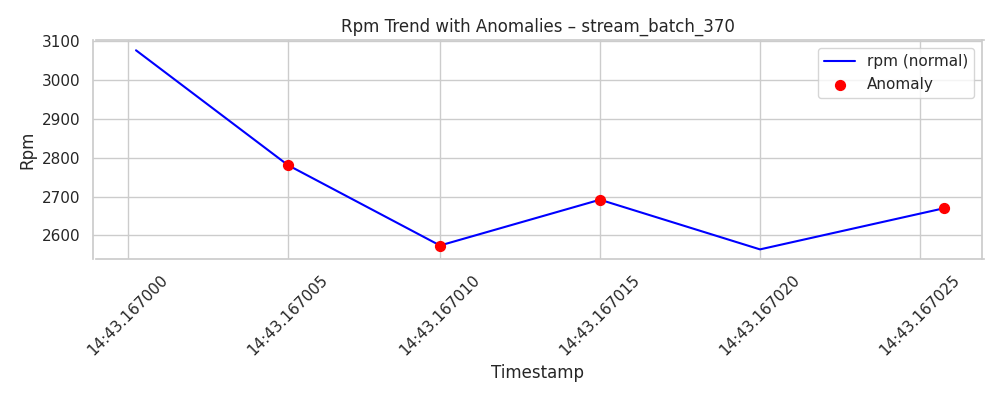 Rpm Trend with Anomalies – stream_batch_370
3100
3000
2900
2800
2700
2600
Rpm
rpm (normal)
Anomaly
14:43.167000
14:43.167005
14:43.167010
14:43.167015
14:43.167020
14:43.167025
Timestamp